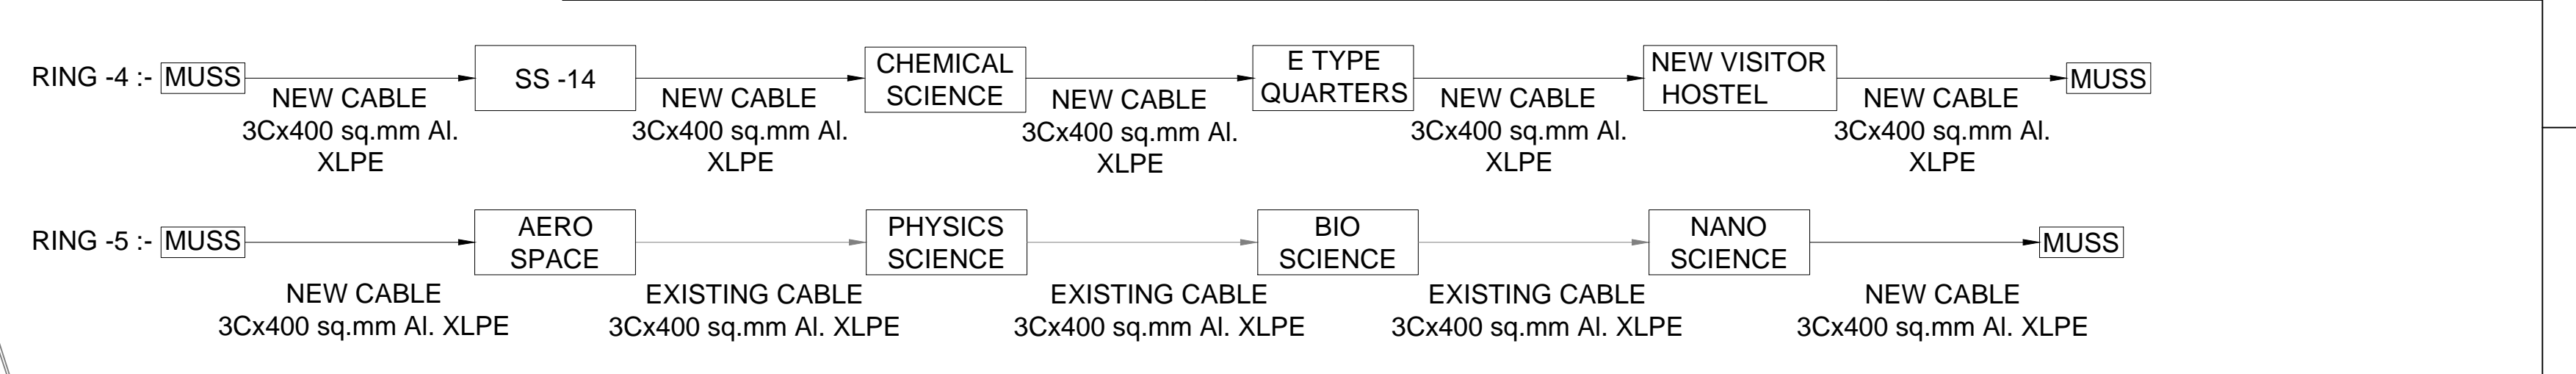 RING -4 :- MUSS
SS -14
CHEMICAL
SCIENCE
E TYPE
QUARTERS
NEW VISITOR
HOSTEL
MUSS
NEW CABLE
3Cx400 sq.mm Al.
XLPE
NEW CABLE
3Cx400 sq.mm Al.
XLPE
NEW CABLE
3Cx400 sq.mm Al.
XLPE
NEW CABLE
3Cx400 sq.mm Al.
XLPE
NEW CABLE
3Cx400 sq.mm Al.
XLPE
RING -5 :- MUSS
AERO
SPACE
PHYSICS
SCIENCE
BIO
SCIENCE
NANO
SCIENCE
MUSS
NEW CABLE
3Cx400 sq.mm Al. XLPE
EXISTING CABLE
3Cx400 sq.mm Al. XLPE
EXISTING CABLE
3Cx400 sq.mm Al. XLPE
EXISTING CABLE
3Cx400 sq.mm Al. XLPE
NEW CABLE
3Cx400 sq.mm Al. XLPE